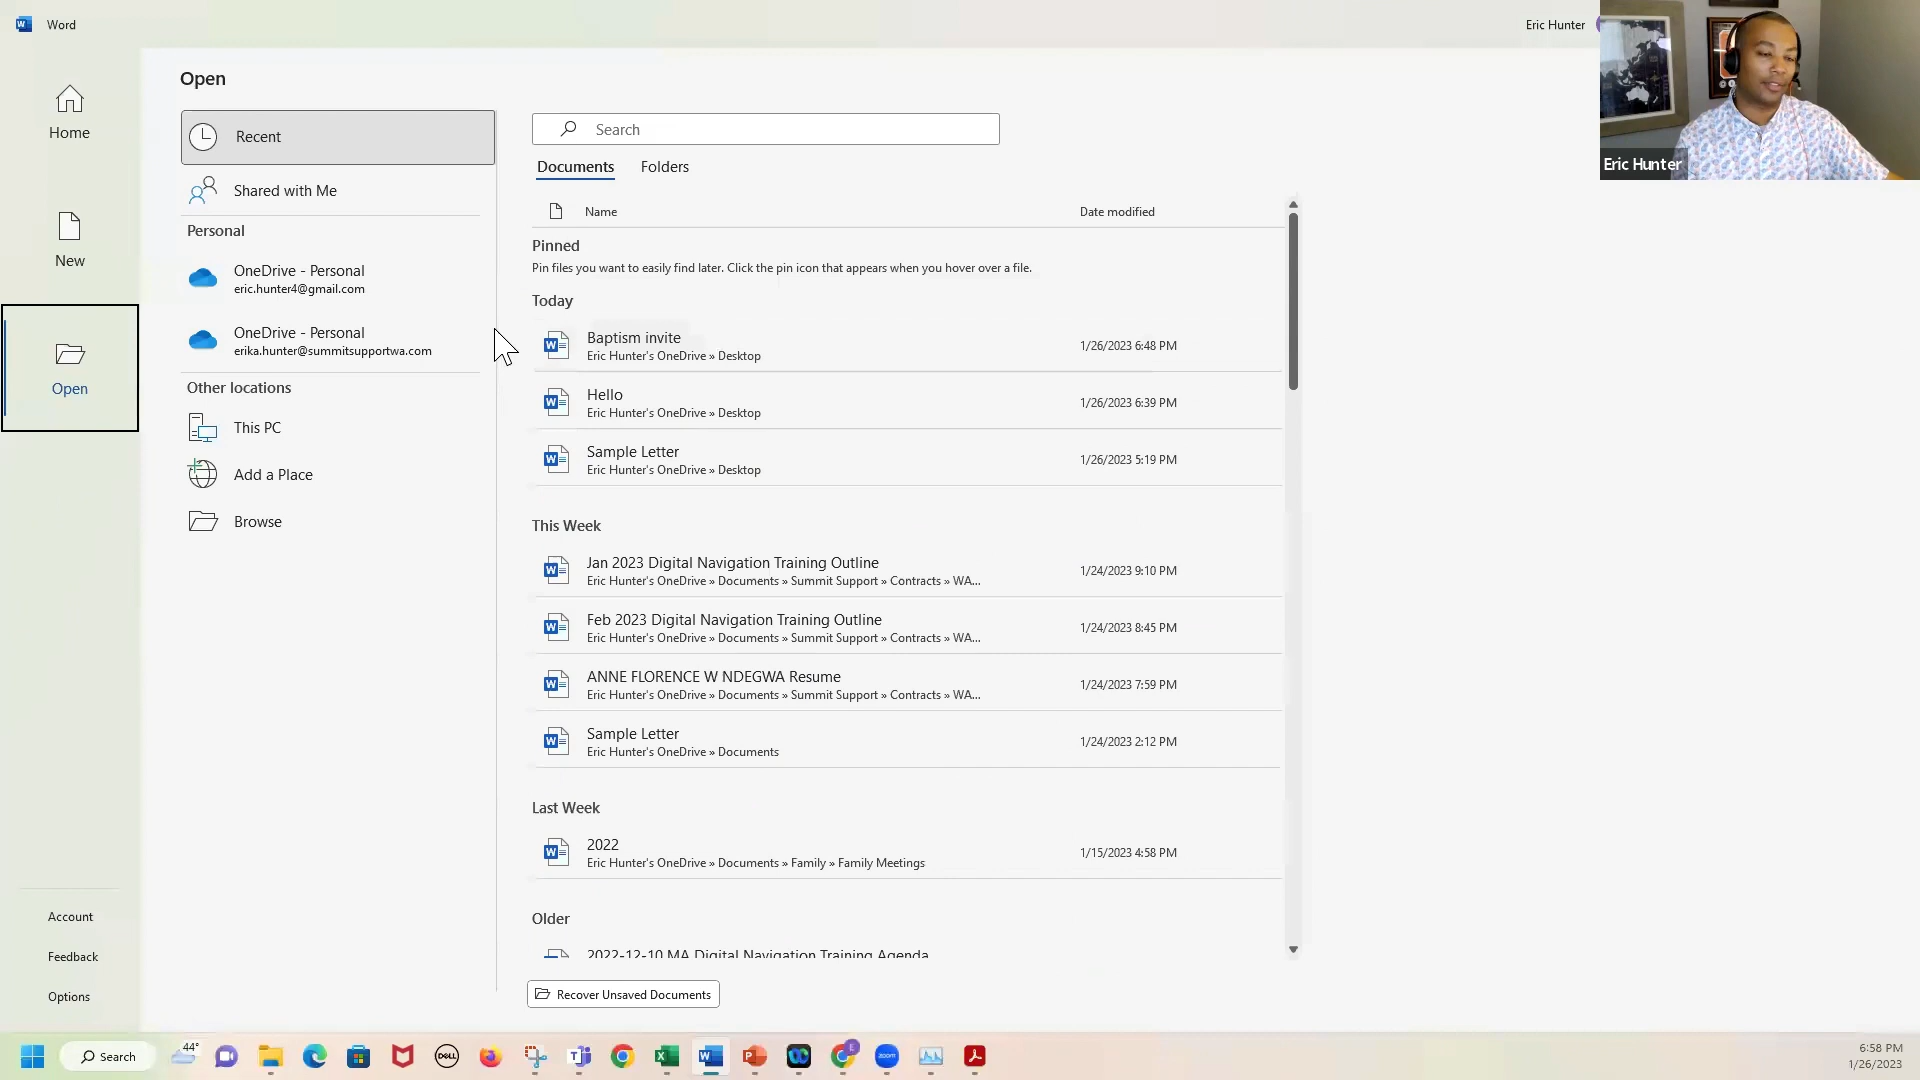 Word
Eric Hunter
Eric Hunter
Home
New
Open
Account
Feedback
Options
Open
Recent
Shared with Me
Personal
OneDrive - Personal
eric.hunter4@gmail.com
OneDrive - Personal
erika.hunter@summitsupportwa.com
Other locations
This PC
Add a Place
Browse
Search
Documents Folders
Name Date modified
Pinned
Pin files you want to easily find later. Click the pin icon that appears when you hover over a file.
Today
Baptism invite
Eric Hunter's OneDrive » Desktop
1/26/2023 6:48 PM
Hello
Eric Hunter's OneDrive » Desktop
1/26/2023 6:39 PM
Sample Letter
Eric Hunter's OneDrive » Desktop
1/26/2023 5:19 PM
This Week
Jan 2023 Digital Navigation Training Outline
Eric Hunter's OneDrive » Documents » Summit Support » Contracts » WA...
1/24/2023 9:10 PM
Feb 2023 Digital Navigation Training Outline
Eric Hunter's OneDrive » Documents » Summit Support » Contracts » WA...
1/24/2023 8:45 PM
ANNE FLORENCE W NDEGWA Resume
Eric Hunter's OneDrive » Documents » Summit Support » Contracts » WA...
1/24/2023 7:59 PM
Sample Letter
Eric Hunter's OneDrive » Documents
1/24/2023 2:12 PM
Last Week
2022
Eric Hunter's OneDrive » Documents » Family » Family Meetings
1/15/2023 4:58 PM
Older
2022-12-10 MA Digital Navigation Training Agenda
Recover Unsaved Documents
Search
44°
DELL
zoom
6:58 PM
1/26/2023